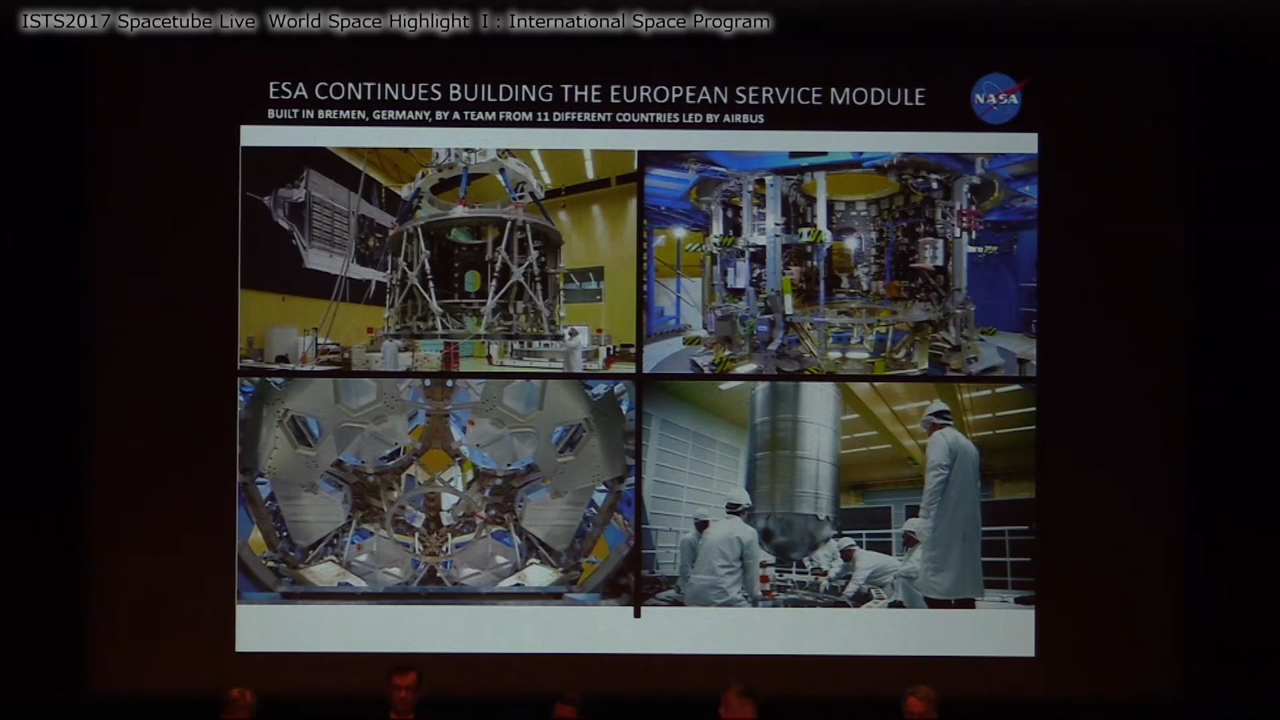 ISTS2017 Spacetube Live World Space Highlight I : International Space Program
ESA CONTINUES BUILDING THE EUROPEAN SERVICE MODULE
NASA
BUILT IN BREMEN, GERMANY, BY A TEAM FROM 11 DIFFERENT COUNTRIES LED BY AIRBUS